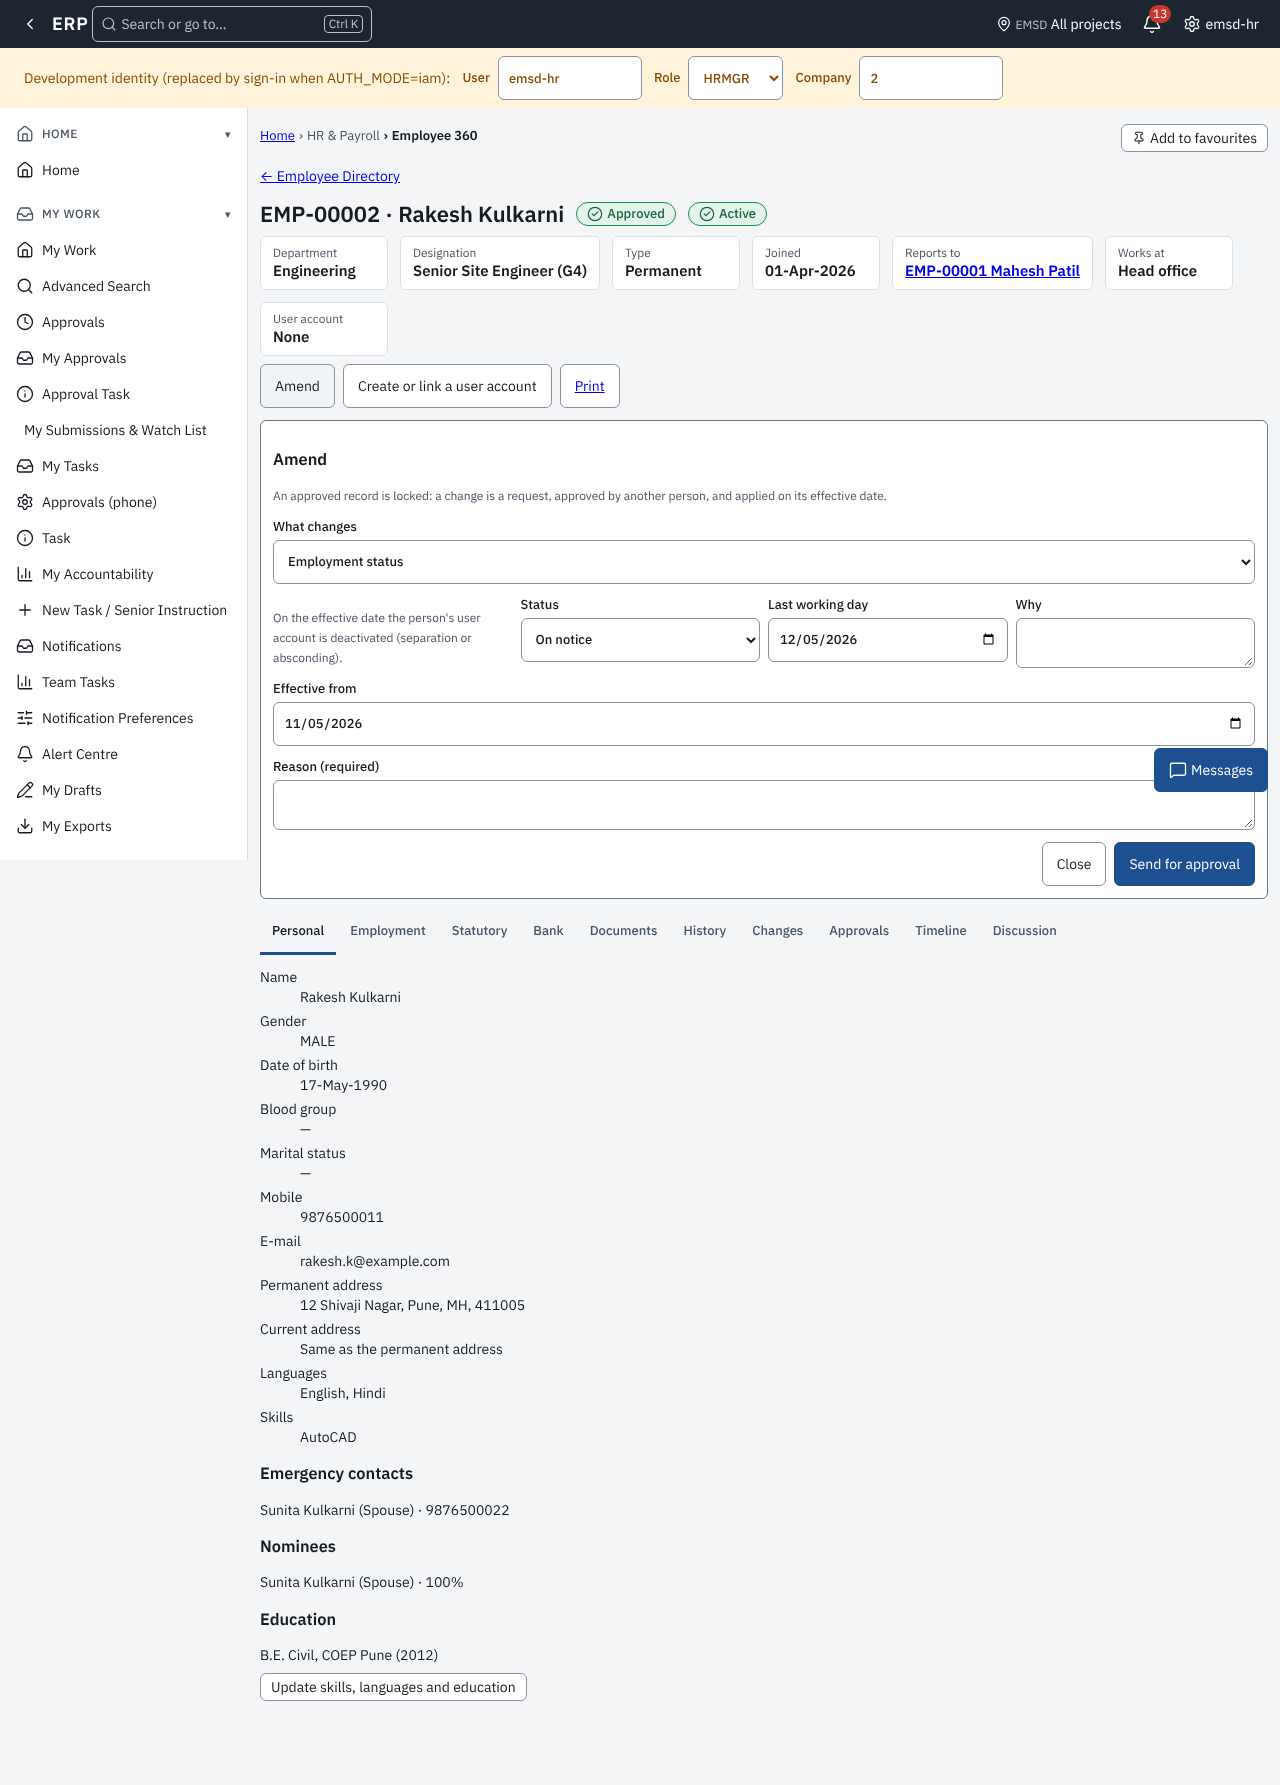 ERP
Search or go to...
Ctrl K
EMSD All projects
13
emsd-hr
Development identity (replaced by sign-in when AUTH_MODE=iam):
User
emsd-hr
Role
HRMGR
Company
2
HOME
Home
MY WORK
My Work
Advanced Search
Approvals
My Approvals
Approval Task
My Submissions & Watch List
My Tasks
Approvals (phone)
Task
My Accountability
New Task / Senior Instruction
Notifications
Team Tasks
Notification Preferences
Alert Centre
My Drafts
My Exports
Home › HR & Payroll › Employee 360
Add to favourites
← Employee Directory
EMP-00002 · Rakesh Kulkarni
Approved
Active
Department
Engineering
Designation
Senior Site Engineer (G4)
Type
Permanent
Joined
01-Apr-2026
Reports to
EMP-00001 Mahesh Patil
Works at
Head office
User account
None
Amend
Create or link a user account
Print
Amend
An approved record is locked: a change is a request, approved by another person, and applied on its effective date.
What changes
Employment status
On the effective date the person's user
account is deactivated (separation or
absconding).
Status
On notice
Last working day
12/05/2026
Why
Effective from
11/05/2026
Reason (required)
Messages
Close
Send for approval
Personal
Employment
Statutory
Bank
Documents
History
Changes
Approvals
Timeline
Discussion
Name
Rakesh Kulkarni
Gender
MALE
Date of birth
17-May-1990
Blood group
—
Marital status
—
Mobile
9876500011
E-mail
rakesh.k@example.com
Permanent address
12 Shivaji Nagar, Pune, MH, 411005
Current address
Same as the permanent address
Languages
English, Hindi
Skills
AutoCAD
Emergency contacts
Sunita Kulkarni (Spouse) · 9876500022
Nominees
Sunita Kulkarni (Spouse) · 100%
Education
B.E. Civil, COEP Pune (2012)
Update skills, languages and education